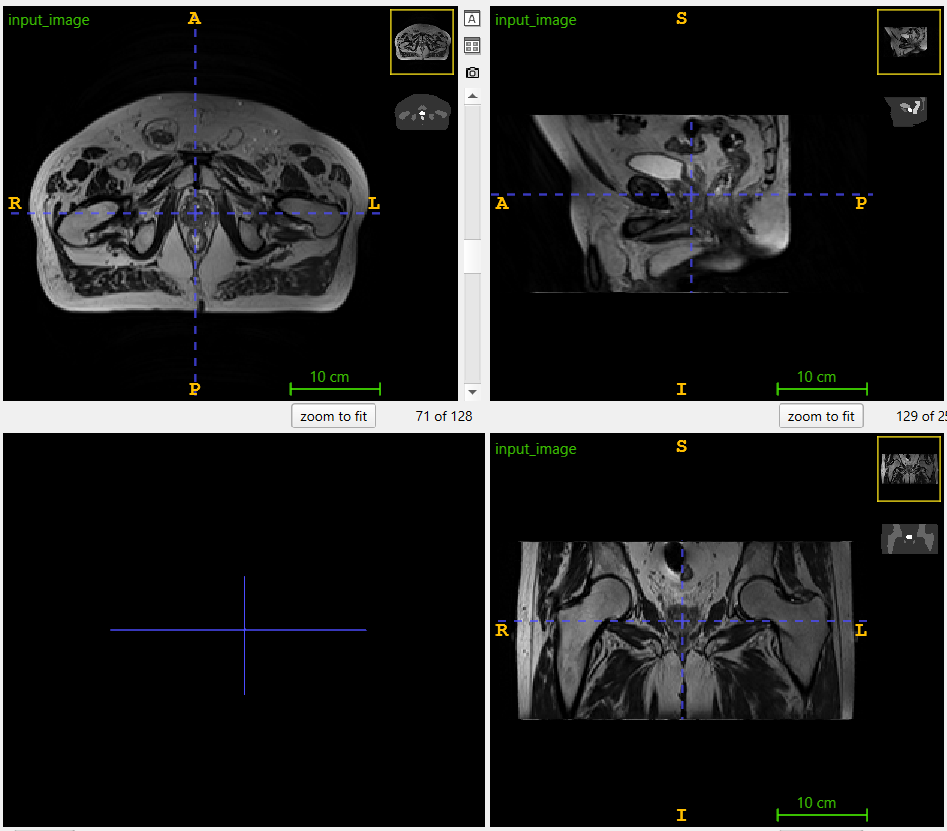 input_image
A
A
R
L
10 cm
P
zoom to fit
71 of 128
input_image
S
A
P
10 cm
I
zoom to fit
129 of 25
input_image
S
R
L
10 cm
I